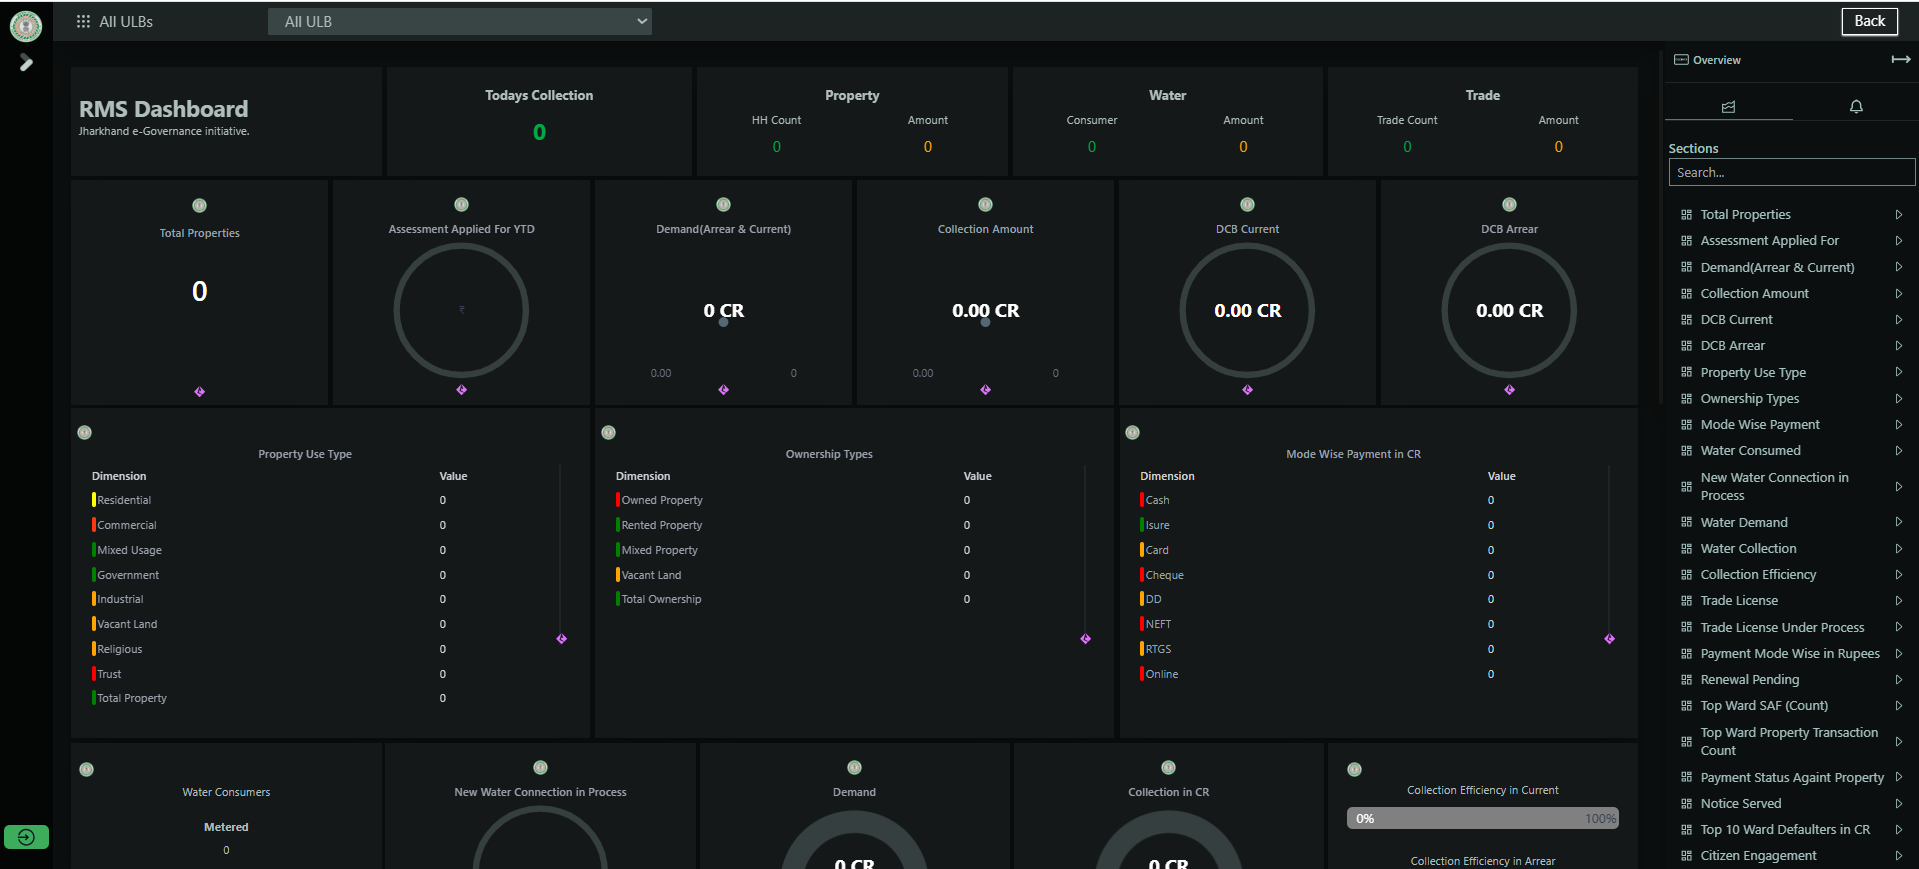 All ULBs
All ULB
Back
RMS Dashboard
Jharkhand e-Governance initiative.
Todays Collection
0
Property
HH Count
Amount
0
0
Water
Consumer
Amount
0
0
Trade
Trade Count
Amount
0
0
Total Properties
0
Assessment Applied For YTD
₹
Demand(Arrear & Current)
0 CR
0.00
0
Collection Amount
0.00 CR
0.00
0
DCB Current
0.00 CR
DCB Arrear
0.00 CR
Property Use Type
Dimension Value
Residential 0
Commercial 0
Mixed Usage 0
Government 0
Industrial 0
Vacant Land 0
Religious 0
Trust 0
Total Property 0
Ownership Types
Dimension Value
Owned Property 0
Rented Property 0
Mixed Property 0
Vacant Land 0
Total Ownership 0
Mode Wise Payment in CR
Dimension Value
Cash 0
Isure 0
Card 0
Cheque 0
DD 0
NEFT 0
RTGS 0
Online 0
Water Consumers
Metered
0
New Water Connection in Process
Demand
0 CR
Collection in CR
0 CR
Collection Efficiency in Current
0% 100%
Collection Efficiency in Arrear
Overview
Sections
Search...
Total Properties
Assessment Applied For
Demand(Arrear & Current)
Collection Amount
DCB Current
DCB Arrear
Property Use Type
Ownership Types
Mode Wise Payment
Water Consumed
New Water Connection in
Process
Water Demand
Water Collection
Collection Efficiency
Trade License
Trade License Under Process
Payment Mode Wise in Rupees
Renewal Pending
Top Ward SAF (Count)
Top Ward Property Transaction
Count
Payment Status Againt Property
Notice Served
Top 10 Ward Defaulters in CR
Citizen Engagement